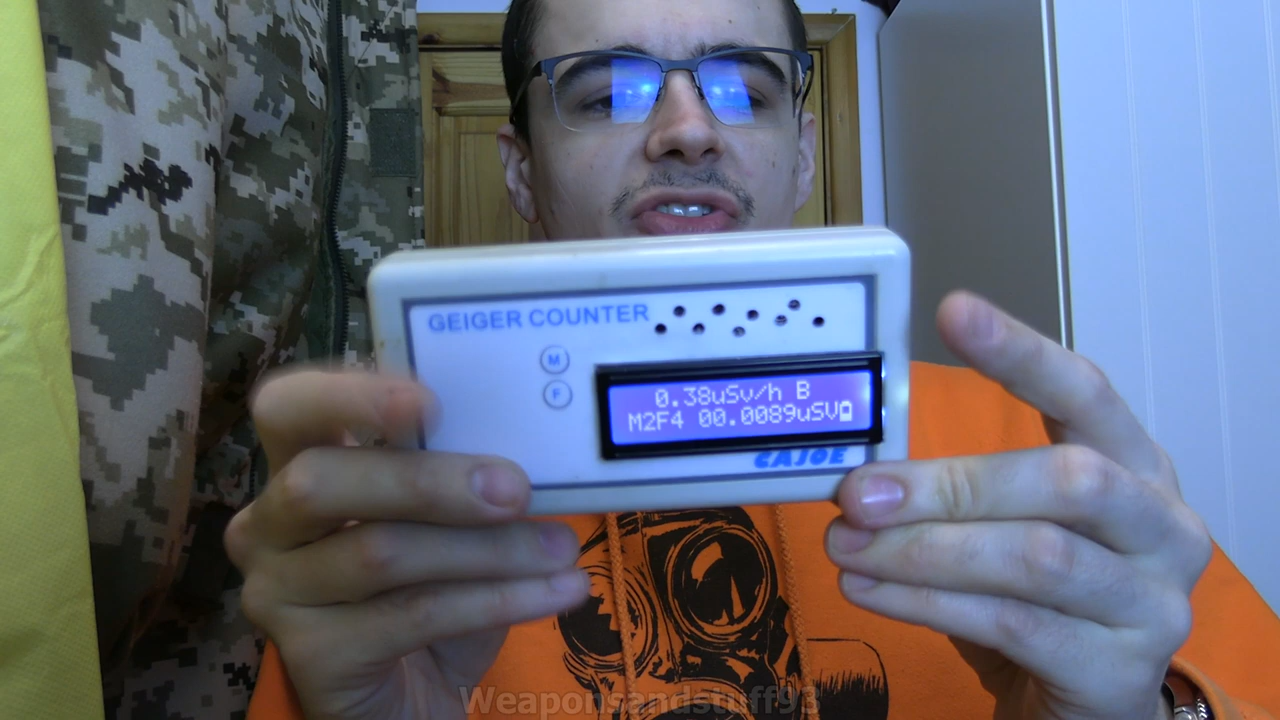 GEIGER COUNTER
M
F
0.38uSv/h B
M2F4 00.0089uSV
CAJOE
Weaponsandstuff93